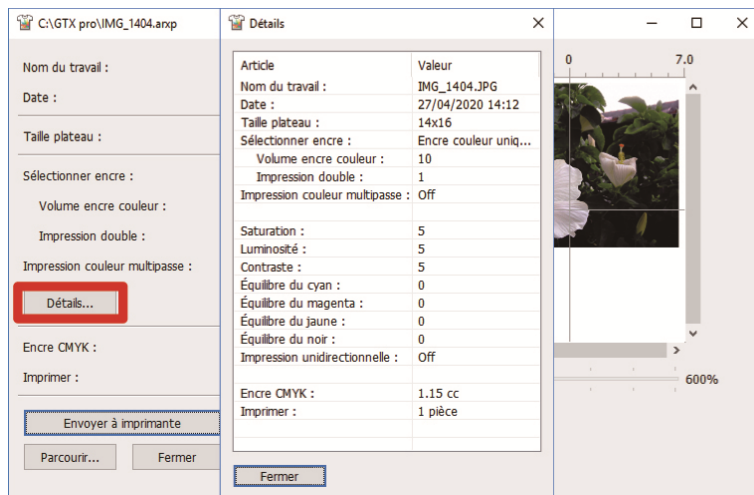 C:\GTX pro\IMG_1404.arxp
Nom du travail :
Date :
Taille plateau :
Sélectionner encre :
Volume encre couleur :
Impression double :
Impression couleur multipasse :
Détails...
Encre CMYK :
Imprimer :
Envoyer à imprimante
Parcourir... Fermer
Détails
Article Valeur
Nom du travail : IMG_1404.JPG
Date : 27/04/2020 14:12
Taille plateau : 14x16
Sélectionner encre : Encre couleur uniq...
Volume encre couleur : 10
Impression double : 1
Impression couleur multipasse : Off
Saturation : 5
Luminosité : 5
Contraste : 5
Équilibre du cyan : 0
Équilibre du magenta : 0
Équilibre du jaune : 0
Équilibre du noir : 0
Impression unidirectionnelle : Off
Encre CMYK : 1.15 cc
Imprimer : 1 pièce
Fermer
0 7.0
600%